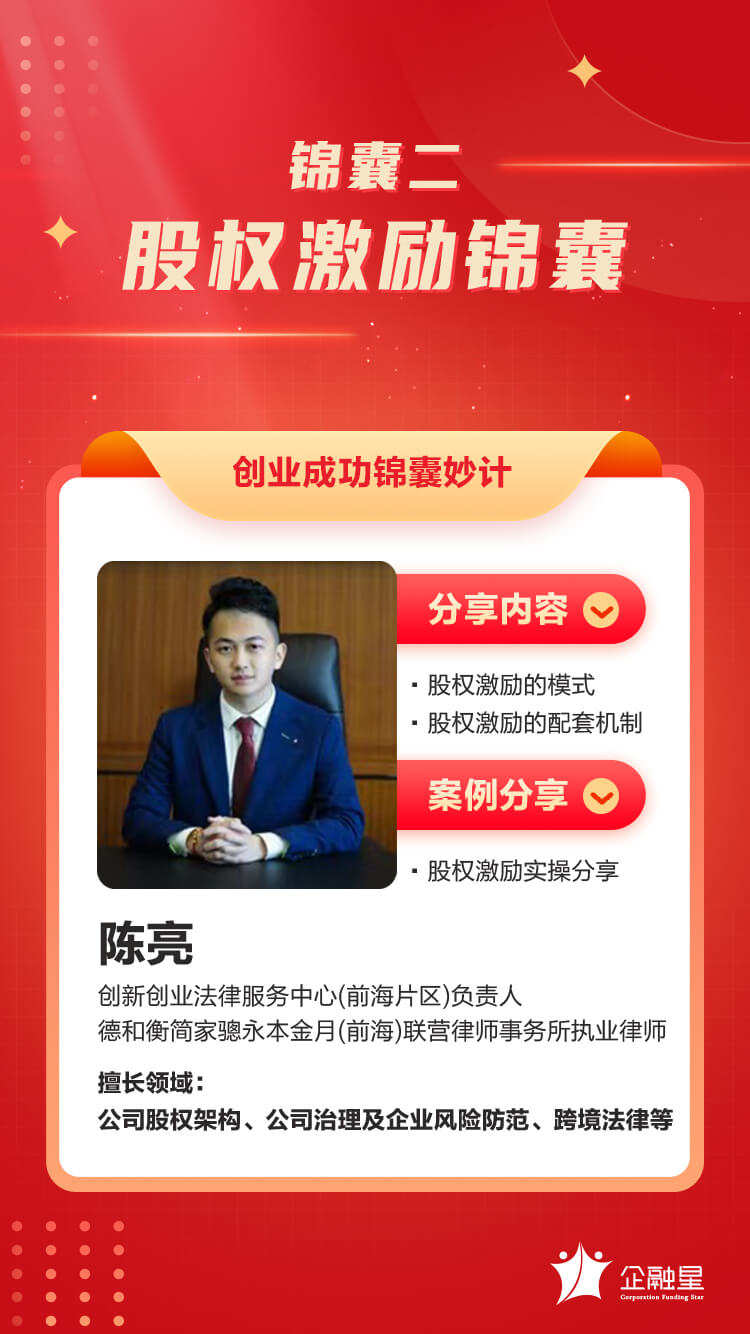 锦囊二
股权激励锦囊
创业成功锦囊妙计
分享内容
· 股权激励的模式
· 股权激励的配套机制
案例分享
· 股权激励实操分享
陈亮
创新创业法律服务中心(前海片区)负责人
德和衡简家骢永本金月(前海)联营律师事务所执业律师
擅长领域：
公司股权架构、公司治理及企业风险防范、跨境法律等
企融星
Corporation Funding Star